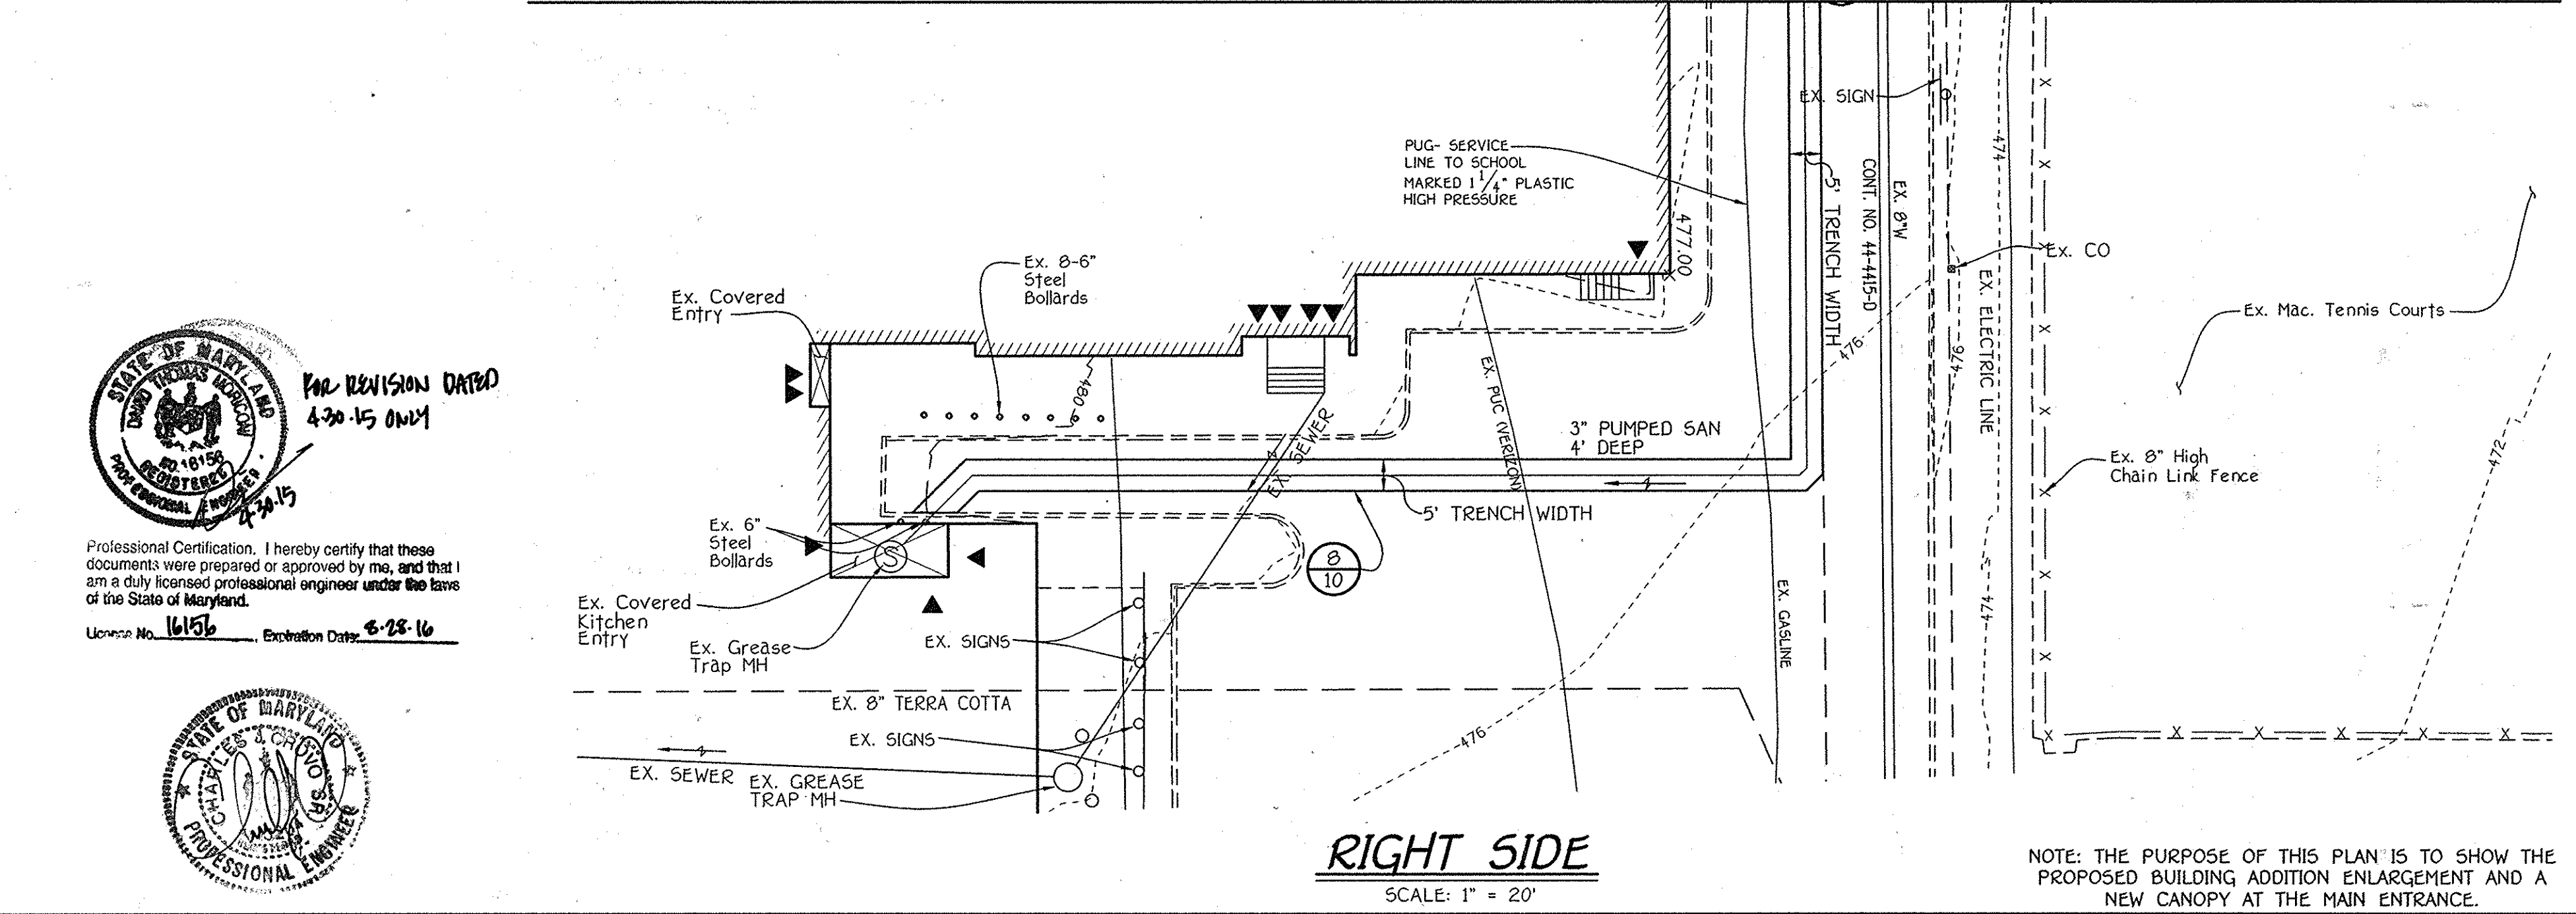 EX. SIGN
PUG- SERVICE
LINE TO SCHOOL
MARKED 1 1/4" PLASTIC
HIGH PRESSURE
474
477.00
5' TRENCH WIDTH
CONT. NO. 44-4415-D
EX. 8"W
Ex. CO
EX. ELECTRIC LINE
476
476
Ex. Mac. Tennis Courts
Ex. 8-6"
Steel
Bollards
Ex. Covered
Entry
480
EX. SEWER
EX. PUC (VERIZON)
3" PUMPED SAN
4' DEEP
5' TRENCH WIDTH
472
Ex. 8" High
Chain Link Fence
STATE OF MARYLAND
DAVID THOMAS MORICONI
NO. 16156
REGISTERED
PROFESSIONAL ENGINEER
4-30-15
FOR REVISION DATED
4-30-15 ONLY
Professional Certification. I hereby certify that these
documents were prepared or approved by me, and that I
am a duly licensed professional engineer under the laws
of the State of Maryland.
License No. 16156, Expiration Date: 8-28-16
Ex. 6"
Steel
Bollards
S
8
10
Ex. Covered
Kitchen
Entry
Ex. Grease
Trap MH
EX. SIGNS
EX. GASLINE
474
EX. 8" TERRA COTTA
EX. SIGNS
476
EX. SEWER
EX. GREASE
TRAP MH
STATE OF MARYLAND
CHARLES J. CROVO SR.
PROFESSIONAL ENGINEER
RIGHT SIDE
SCALE: 1" = 20'
NOTE: THE PURPOSE OF THIS PLAN IS TO SHOW THE
PROPOSED BUILDING ADDITION ENLARGEMENT AND A
NEW CANOPY AT THE MAIN ENTRANCE.